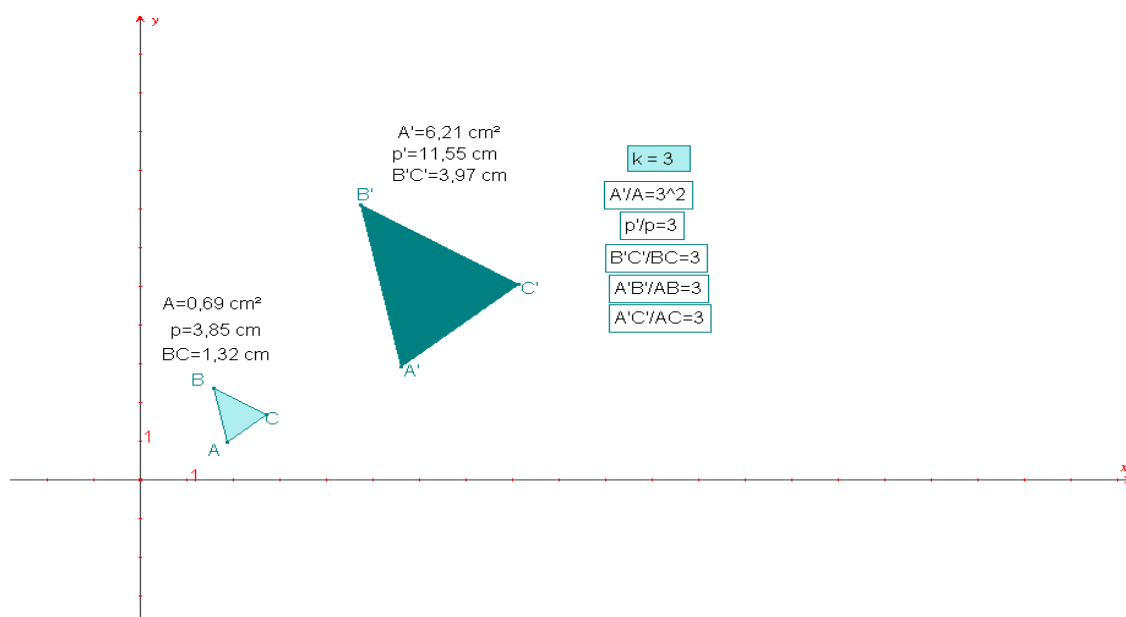 y
A'=6,21 cm²
p'=11,55 cm
B'C'=3,97 cm
k = 3
A'/A=3^2
p'/p=3
B'C'/BC=3
A'B'/AB=3
A'C'/AC=3
B'
C'
A'
A=0,69 cm²
p=3,85 cm
BC=1,32 cm
B
C
A
1
1
x